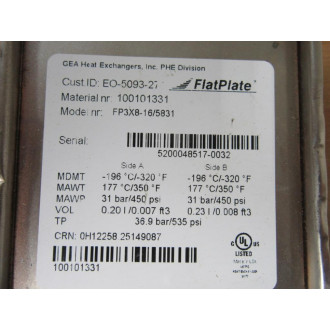 GEA Heat Exchangers, Inc. PHE Division
Cust.ID: EO-5093-27 FlatPlate®
Material nr. 100101331
Model nr: FP3X8-16/5831
Serial:
5200048517-0032
Side A Side B
MDMT -196 °C/-320 °F -196 °C/-320 °F
MAWT 177 °C/350 °F 177 °C/350 °F
MAWP 31 bar/450 psi 31 bar/450 psi
VOL 0.20 l /0.007 ft3 0.23 l /0.008 ft3
TP 36.9 bar/535 psi
CRN: 0H12258.25149087
100101331
C UL US
LISTED